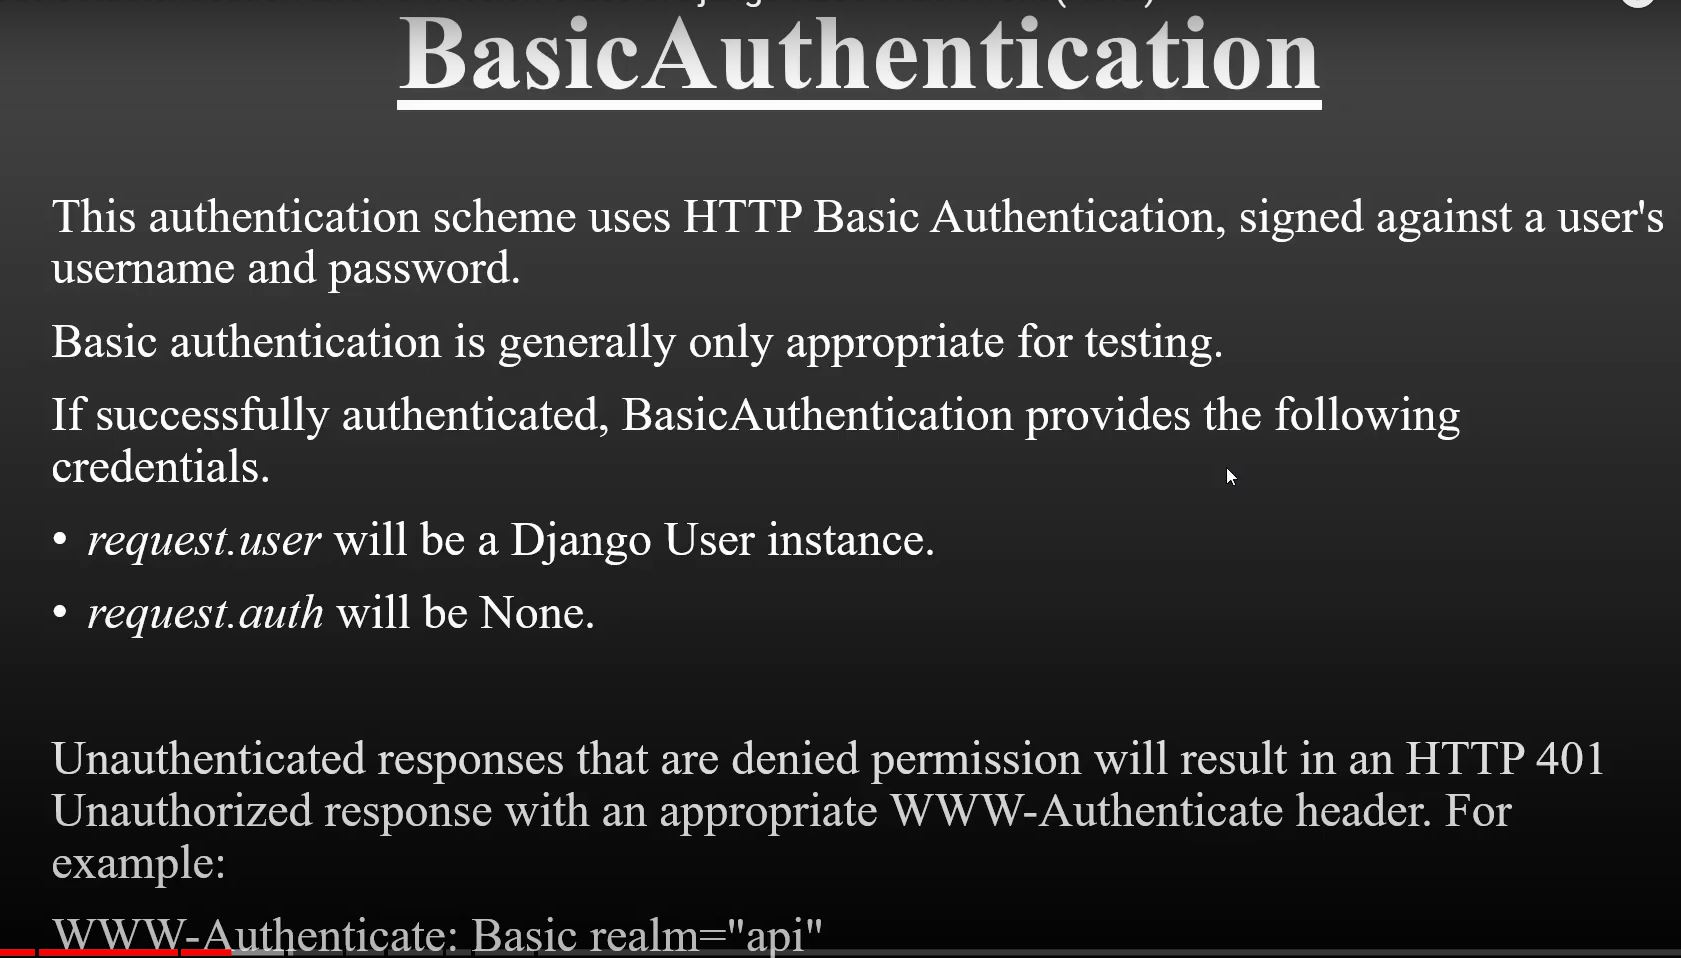 BasicAuthentication
This authentication scheme uses HTTP Basic Authentication, signed against a user's
username and password.
Basic authentication is generally only appropriate for testing.
If successfully authenticated, BasicAuthentication provides the following
credentials.
• request.user will be a Django User instance.
• request.auth will be None.
Unauthenticated responses that are denied permission will result in an HTTP 401
Unauthorized response with an appropriate WWW-Authenticate header. For
example:
WWW-Authenticate: Basic realm="api"